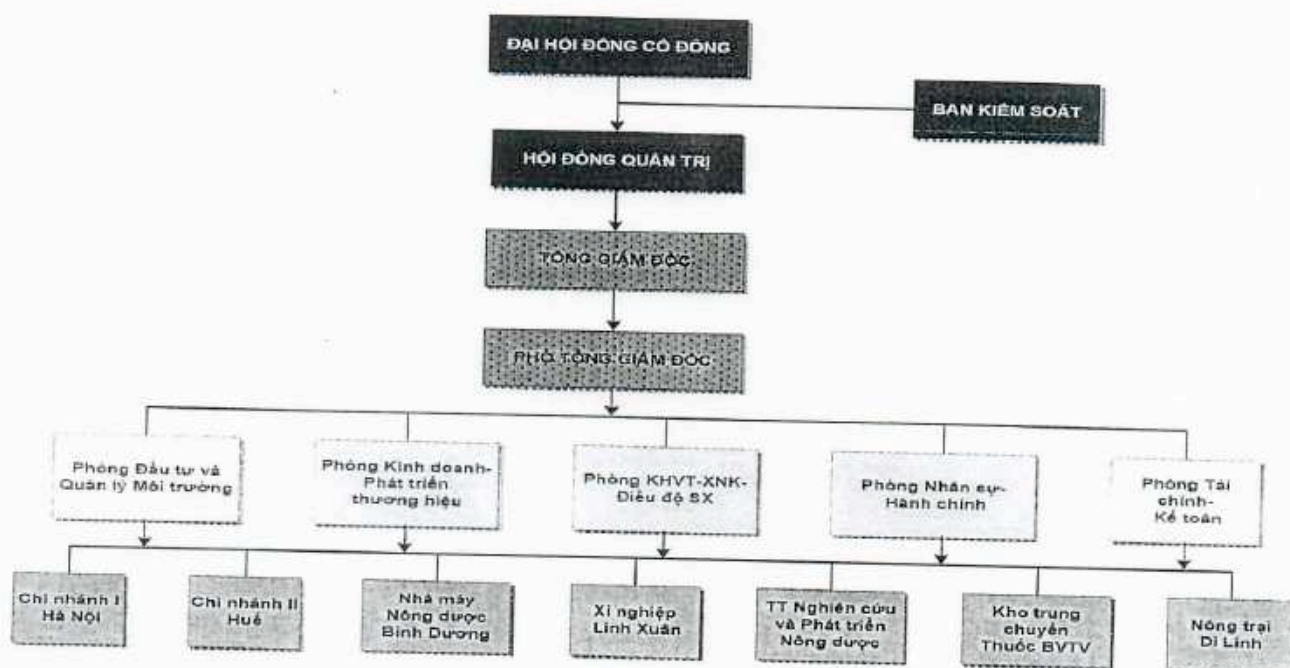 ĐẠI HỘI ĐỒNG CỔ ĐÔNG
BAN KIỂM SOÁT
HỘI ĐỒNG QUẢN TRỊ
TỔNG GIÁM ĐỐC
PHÓ TỔNG GIÁM ĐỐC
Phòng Đầu tư và
Quản lý Môi trường
Phòng Kinh doanh-
Phát triển
thương hiệu
Phòng KHVT-XNK-
Điều độ SX
Phòng Nhân sự-
Hành chính
Phòng Tài
chính-
Kế toán
Chi nhánh I
Hà Nội
Chi nhánh II
Huế
Nhà máy
Nông dược
Bình Dương
Xí nghiệp
Linh Xuân
TT Nghiên cứu
và Phát triển
Nông dược
Kho trung
chuyển
Thuốc BVTV
Nông trại
Di Linh